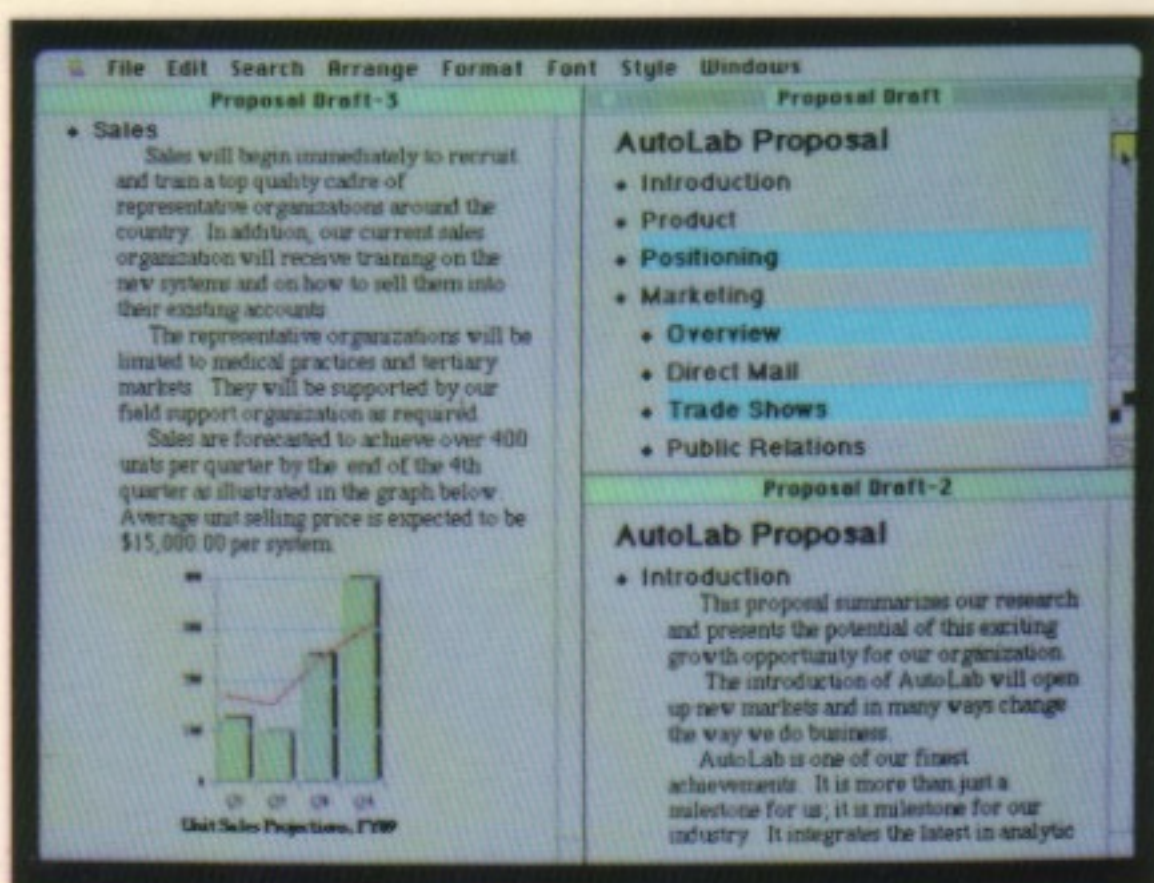 File Edit Search Arrange Format Font Style Windows
Proposal Draft-3
• Sales
Sales will begin immediately to recruit
and train a top quality cadre of
representative organizations around the
country. In addition, our current sales
organization will receive training on the
new systems and on how to sell them into
their existing accounts
The representative organizations will be
limited to medical practices and tertiary
markets. They will be supported by our
field support organization as required.
Sales are forecasted to achieve over 400
units per quarter by the end of the 4th
quarter as illustrated in the graph below.
Average unit selling price is expected to be
$15,000.00 per system.
400
300
200
100
0
Q1 Q2 Q3 Q4
Unit Sales Projections, FY89
Proposal Draft
AutoLab Proposal
• Introduction
• Product
• Positioning
• Marketing
• Overview
• Direct Mail
• Trade Shows
• Public Relations
Proposal Draft-2
AutoLab Proposal
• Introduction
This proposal summarizes our research
and presents the potential of this exciting
growth opportunity for our organization.
The introduction of AutoLab will open
up new markets and in many ways change
the way we do business.
AutoLab is one of our finest
achievements. It is more than just a
milestone for us; it is milestone for our
industry. It integrates the latest in analytic